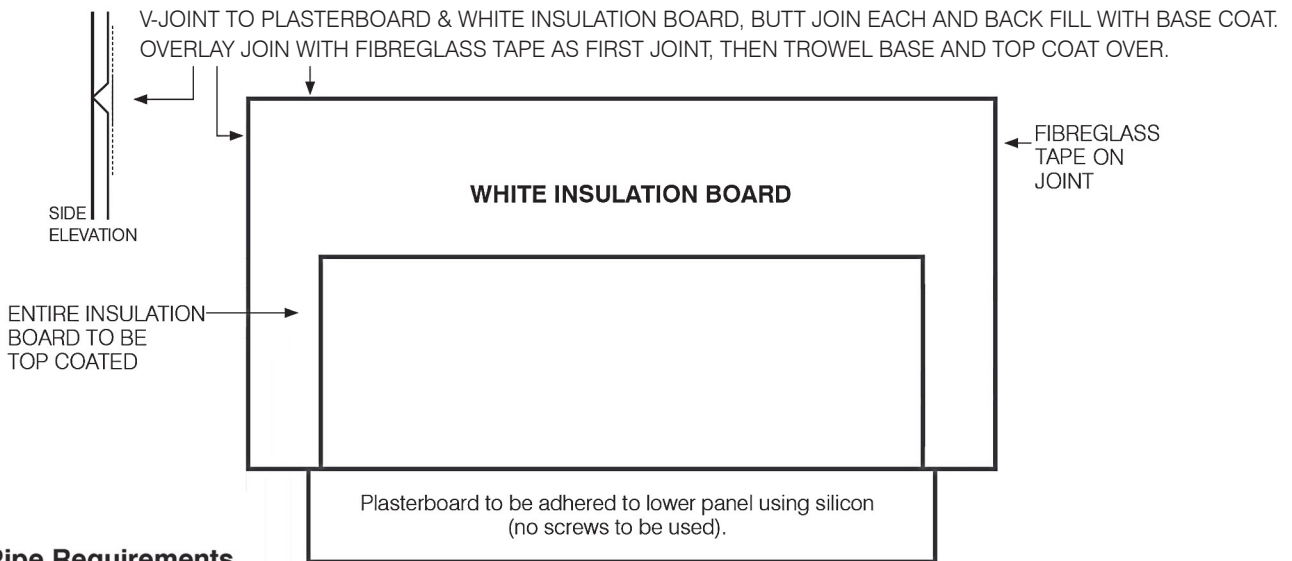 V-JOINT TO PLASTERBOARD & WHITE INSULATION BOARD, BUTT JOIN EACH AND BACK FILL WITH BASE COAT.
OVERLAY JOIN WITH FIBREGLASS TAPE AS FIRST JOINT, THEN TROWEL BASE AND TOP COAT OVER.
FIBREGLASS
TAPE ON
JOINT
WHITE INSULATION BOARD
SIDE
ELEVATION
ENTIRE INSULATION
BOARD TO BE
TOP COATED
Plasterboard to be adhered to lower panel using silicon
(no screws to be used).
Pipe Requirements